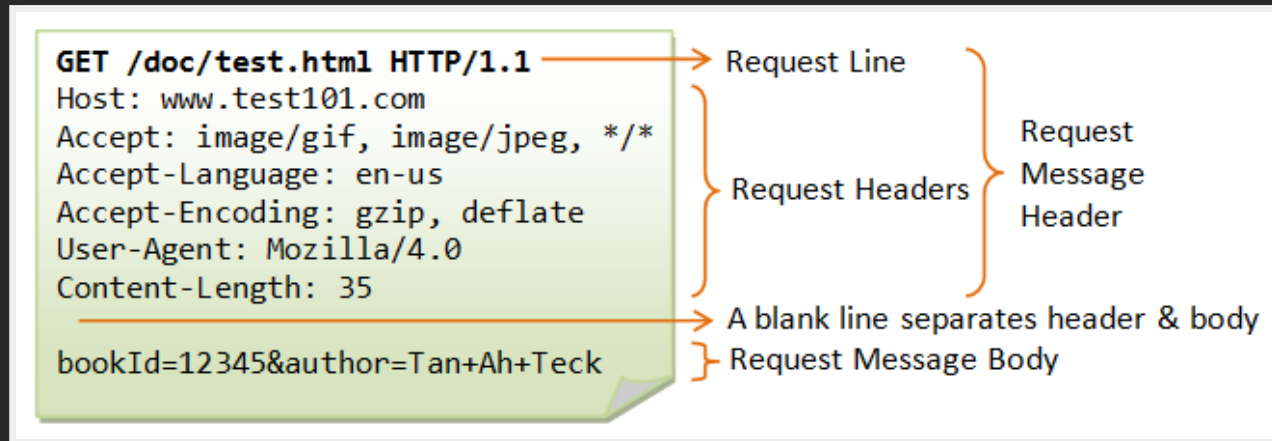 GET /doc/test.html HTTP/1.1
Request Line
Host: www.test101.com
Accept: image/gif, image/jpeg, */*
Accept-Language: en-us
Accept-Encoding: gzip, deflate
User-Agent: Mozilla/4.0
Content-Length: 35
Request Headers
Request
Message
Header
A blank line separates header & body
bookId=12345&author=Tan+Ah+Teck
Request Message Body